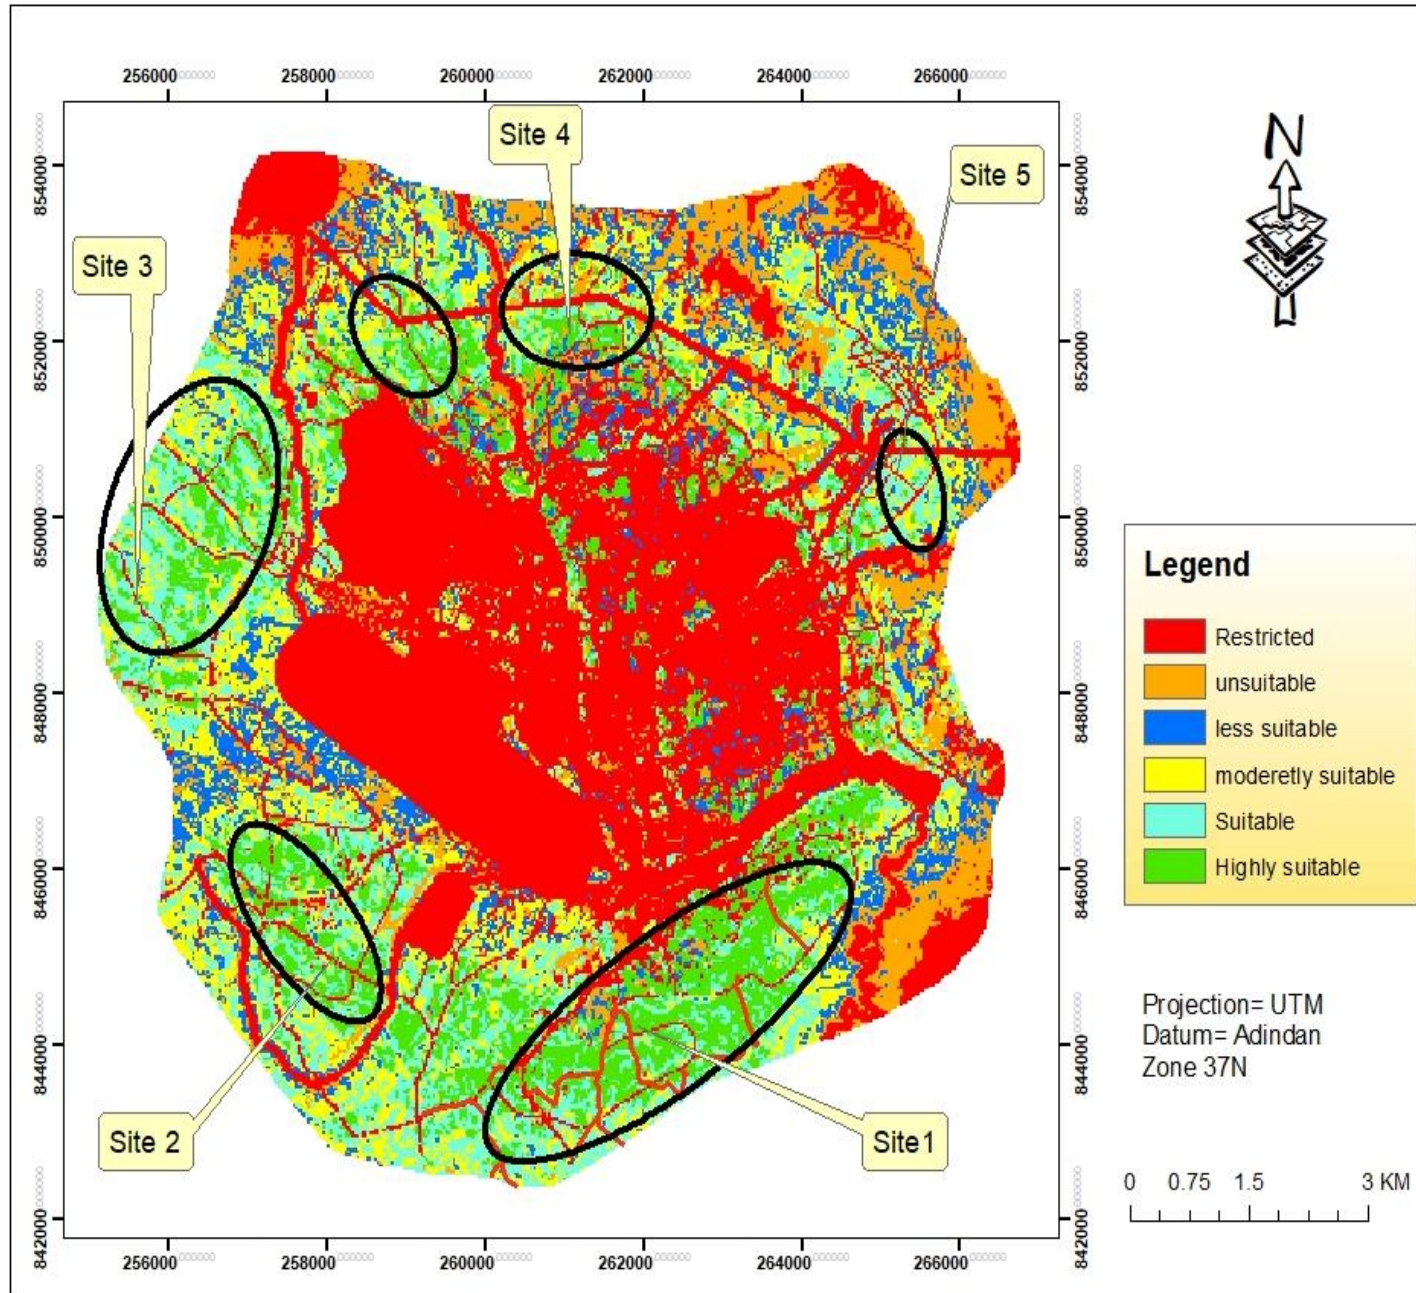 256000 258000 260000 262000 264000 266000
N
Site 4
Site 5
Site 3
854000 854000
852000 852000
850000 850000
848000 848000
846000 846000
844000 844000
842000 842000
Legend
Restricted
unsuitable
less suitable
moderetly suitable
Suitable
Highly suitable
Projection= UTM
Datum= Adindan
Zone 37N
Site 2
Site1
0 0.75 1.5 3 KM
256000 258000 260000 262000 264000 266000